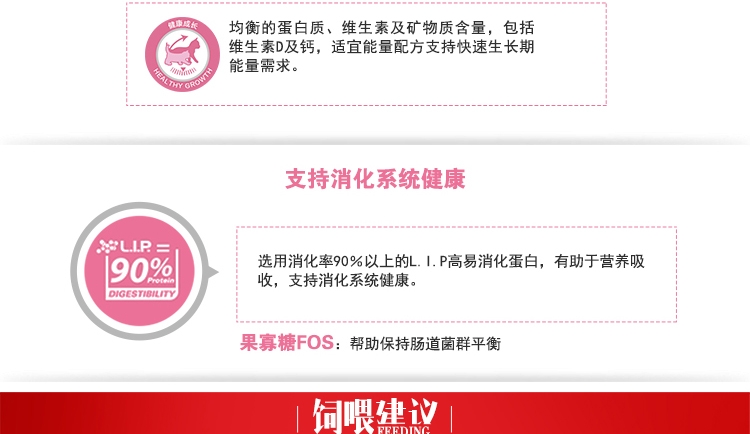 健康成长
HEALTHY GROWTH
均衡的蛋白质、维生素及矿物质含量，包括
维生素D及钙，适宜能量配方支持快速生长期
能量需求。
支持消化系统健康
L.I.P. =
90%
Protein
DIGESTIBILITY
选用消化率90%以上的L.I.P高易消化蛋白，有助于营养吸
收，支持消化系统健康。
果寡糖FOS：帮助保持肠道菌群平衡
饲喂建议
FEEDING